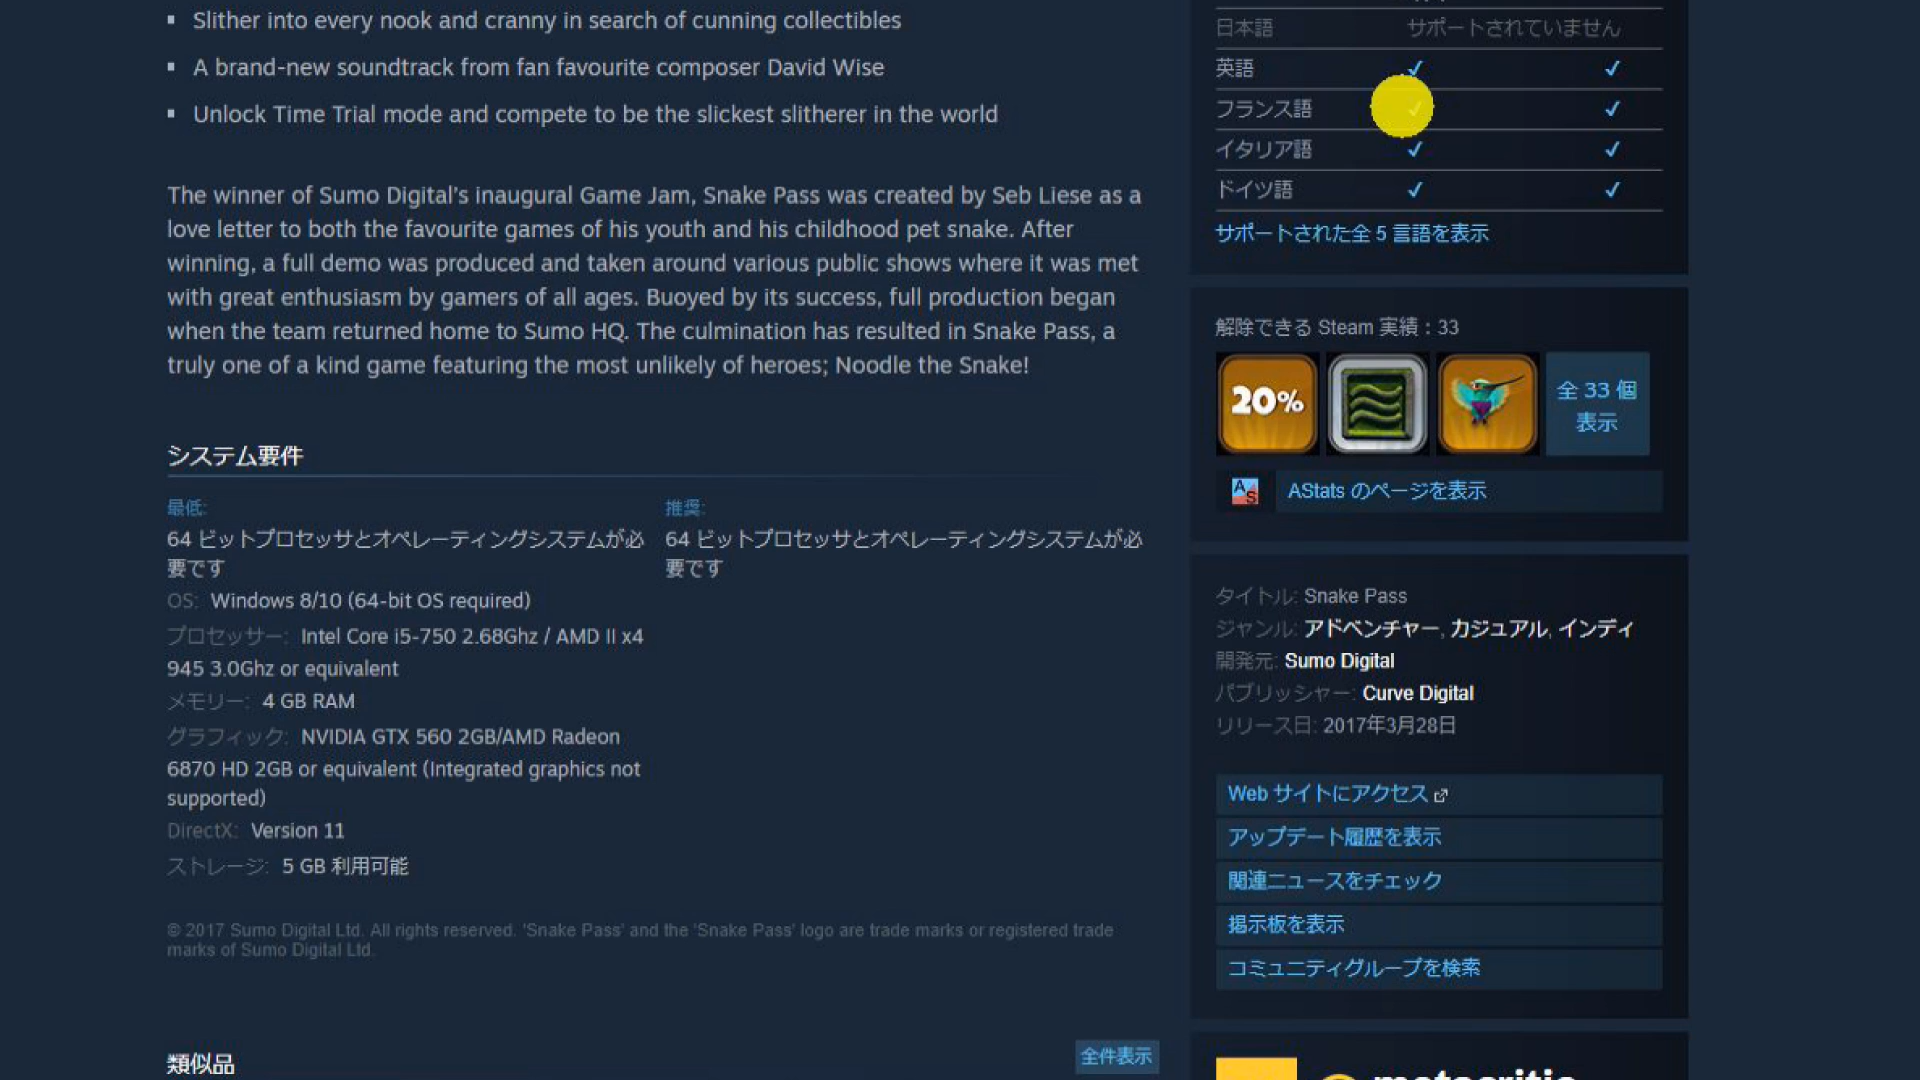 Slither into every nook and cranny in search of cunning collectibles
A brand-new soundtrack from fan favourite composer David Wise
Unlock Time Trial mode and compete to be the slickest slitherer in the world
The winner of Sumo Digital's inaugural Game Jam, Snake Pass was created by Seb Liese as a
love letter to both the favourite games of his youth and his childhood pet snake. After
winning, a full demo was produced and taken around various public shows where it was met
with great enthusiasm by gamers of all ages. Buoyed by its success, full production began
when the team returned home to Sumo HQ. The culmination has resulted in Snake Pass, a
truly one of a kind game featuring the most unlikely of heroes; Noodle the Snake!
システム要件
最低:
64 ビットプロセッサとオペレーティングシステムが必
要です
OS: Windows 8/10 (64-bit OS required)
プロセッサー: Intel Core i5-750 2.68Ghz / AMD II x4
945 3.0Ghz or equivalent
メモリー: 4 GB RAM
グラフィック: NVIDIA GTX 560 2GB/AMD Radeon
6870 HD 2GB or equivalent (Integrated graphics not
supported)
DirectX: Version 11
ストレージ: 5 GB 利用可能
推奨:
64 ビットプロセッサとオペレーティングシステムが必
要です
© 2017 Sumo Digital Ltd. All rights reserved. 'Snake Pass' and the 'Snake Pass' logo are trade marks or registered trade
marks of Sumo Digital Ltd.
類似品
全件表示
日本語 サポートされていません
英語 ✓ ✓
フランス語 ✓ ✓
イタリア語 ✓ ✓
ドイツ語 ✓ ✓
サポートされた全 5 言語を表示
解除できる Steam 実績：33
20%
全 33 個
表示
AS
AStats のページを表示
タイトル: Snake Pass
ジャンル: アドベンチャー, カジュアル, インディ
開発元: Sumo Digital
パブリッシャー: Curve Digital
リリース日: 2017年3月28日
Web サイトにアクセス
アップデート履歴を表示
関連ニュースをチェック
掲示板を表示
コミュニティグループを検索
metacritic